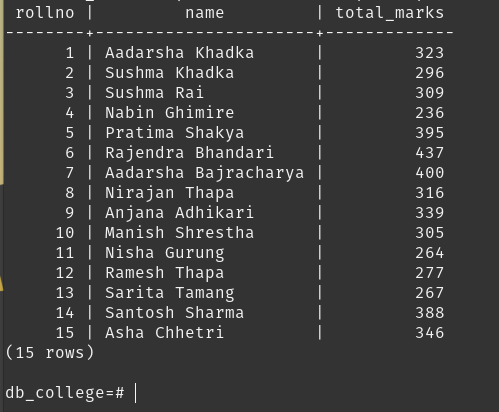 rollno |         name          | total_marks
--------+-----------------------+-------------
      1 | Aadarsha Khadka       |         323
      2 | Sushma Khadka         |         296
      3 | Sushma Rai            |         309
      4 | Nabin Ghimire         |         236
      5 | Pratima Shakya        |         395
      6 | Rajendra Bhandari     |         437
      7 | Aadarsha Bajracharya  |         400
      8 | Nirajan Thapa         |         316
      9 | Anjana Adhikari       |         339
     10 | Manish Shrestha       |         305
     11 | Nisha Gurung          |         264
     12 | Ramesh Thapa          |         277
     13 | Sarita Tamang         |         267
     14 | Santosh Sharma        |         388
     15 | Asha Chhetri          |         346
(15 rows)
db_college=#